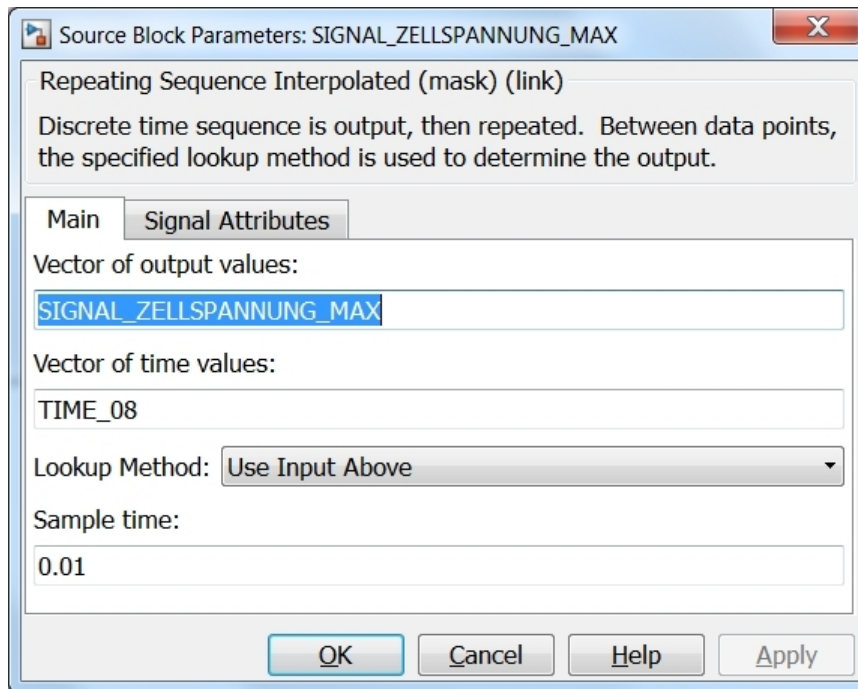 Source Block Parameters: SIGNAL_ZELLSPANNUNG_MAX
Repeating Sequence Interpolated (mask) (link)
Discrete time sequence is output, then repeated.  Between data points,
the specified lookup method is used to determine the output.
Main
Signal Attributes
Vector of output values:
SIGNAL_ZELLSPANNUNG_MAX
Vector of time values:
TIME_08
Lookup Method: Use Input Above
Sample time:
0.01
OK
Cancel
Help
Apply